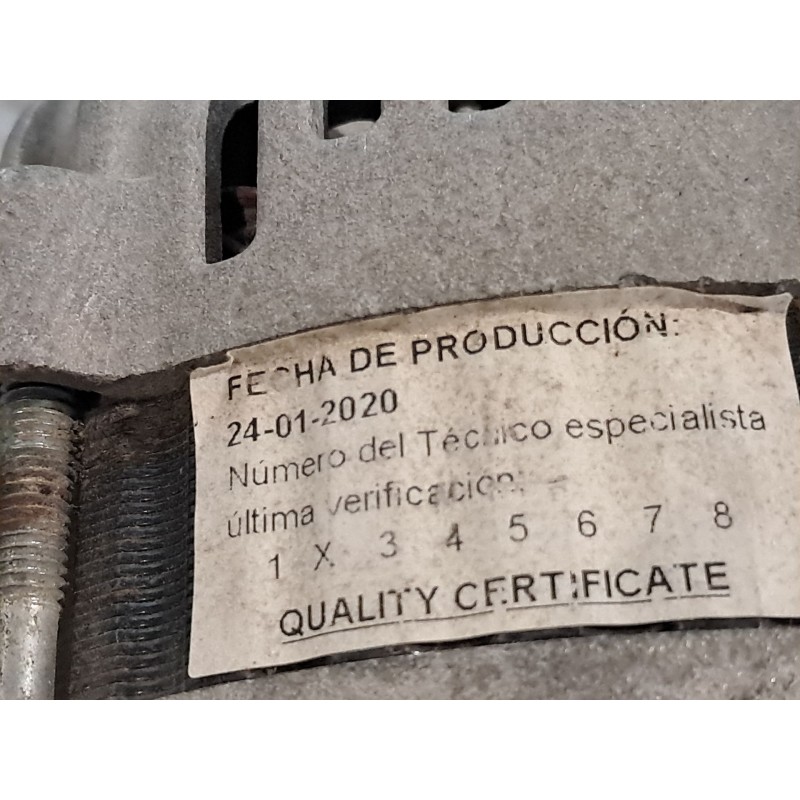 FECHA DE PRODUCCIÓN:
24-01-2020
Número del Técnico especialista
última verificacion:
1 X 3 4 5 6 7 8
QUALITY CERTIFICATE